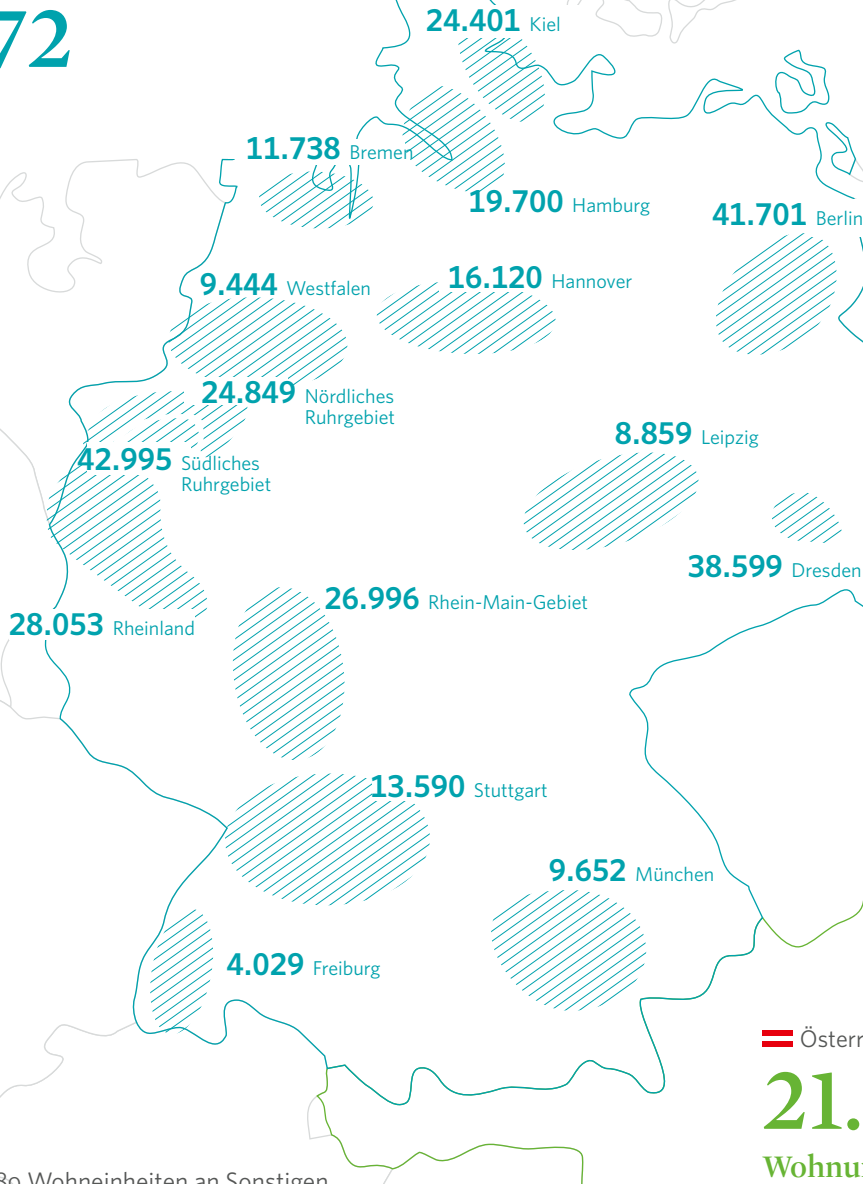 72
24.401 Kiel
11.738 Bremen
19.700 Hamburg
41.701 Berlin
9.444 Westfalen
16.120 Hannover
24.849 Nördliches
Ruhrgebiet
8.859 Leipzig
42.995 Südliches
Ruhrgebiet
38.599 Dresden
26.996 Rhein-Main-Gebiet
28.053 Rheinland
13.590 Stuttgart
9.652 München
4.029 Freiburg
Österr
21.
Wohnu
Wohneinheiten an Sonstigen